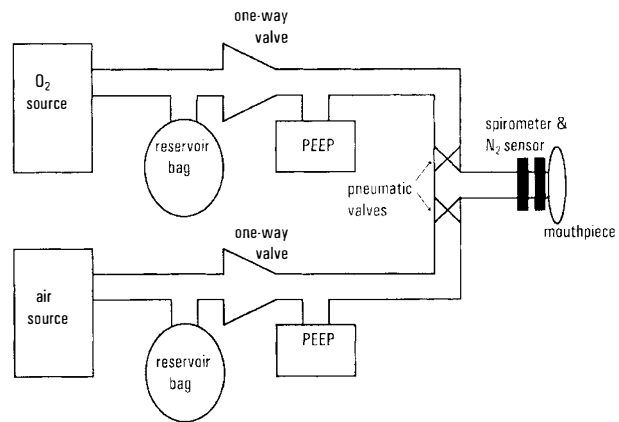 one-way
valve
O₂
source
reservoir
bag
PEEP
spirometer &
N₂ sensor
pneumatic
valves
mouthpiece
one-way
valve
air
source
reservoir
bag
PEEP